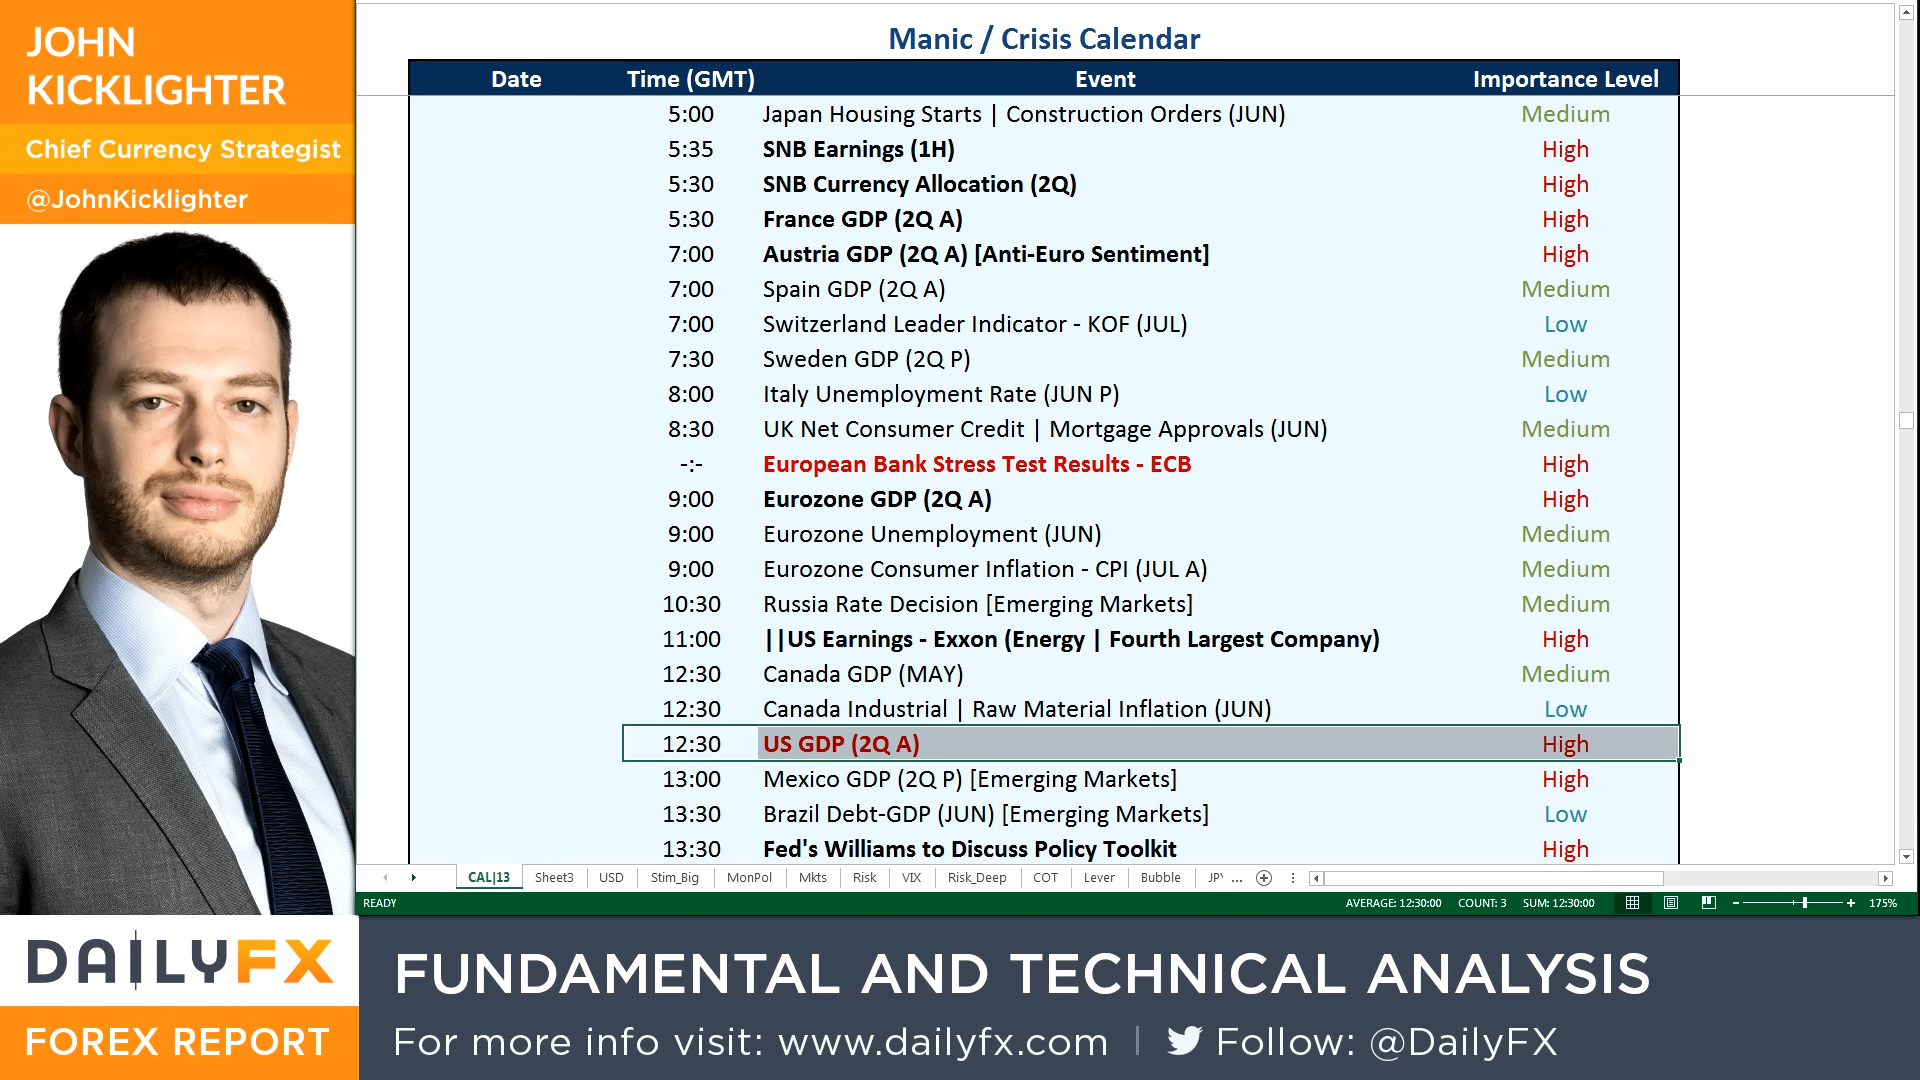 JOHN
KICKLIGHTER
Chief Currency Strategist
@JohnKicklighter
Manic / Crisis Calendar
Date Time (GMT) Event Importance Level
5:00 Japan Housing Starts | Construction Orders (JUN) Medium
5:35 SNB Earnings (1H) High
5:30 SNB Currency Allocation (2Q) High
5:30 France GDP (2Q A) High
7:00 Austria GDP (2Q A) [Anti-Euro Sentiment] High
7:00 Spain GDP (2Q A) Medium
7:00 Switzerland Leader Indicator - KOF (JUL) Low
7:30 Sweden GDP (2Q P) Medium
8:00 Italy Unemployment Rate (JUN P) Low
8:30 UK Net Consumer Credit | Mortgage Approvals (JUN) Medium
-:- European Bank Stress Test Results - ECB High
9:00 Eurozone GDP (2Q A) High
9:00 Eurozone Unemployment (JUN) Medium
9:00 Eurozone Consumer Inflation - CPI (JUL A) Medium
10:30 Russia Rate Decision [Emerging Markets] Medium
11:00 ||US Earnings - Exxon (Energy | Fourth Largest Company) High
12:30 Canada GDP (MAY) Medium
12:30 Canada Industrial | Raw Material Inflation (JUN) Low
12:30 US GDP (2Q A) High
13:00 Mexico GDP (2Q P) [Emerging Markets] High
13:30 Brazil Debt-GDP (JUN) [Emerging Markets] Low
13:30 Fed's Williams to Discuss Policy Toolkit High
CAL|13 Sheet3 USD Stim_Big MonPol Mkts Risk VIX Risk_Deep COT Lever Bubble JPY ...
READY AVERAGE: 12:30:00 COUNT: 3 SUM: 12:30:00 175%
DAILYFX
FOREX REPORT
FUNDAMENTAL AND TECHNICAL ANALYSIS
For more info visit: www.dailyfx.com | Follow: @DailyFX